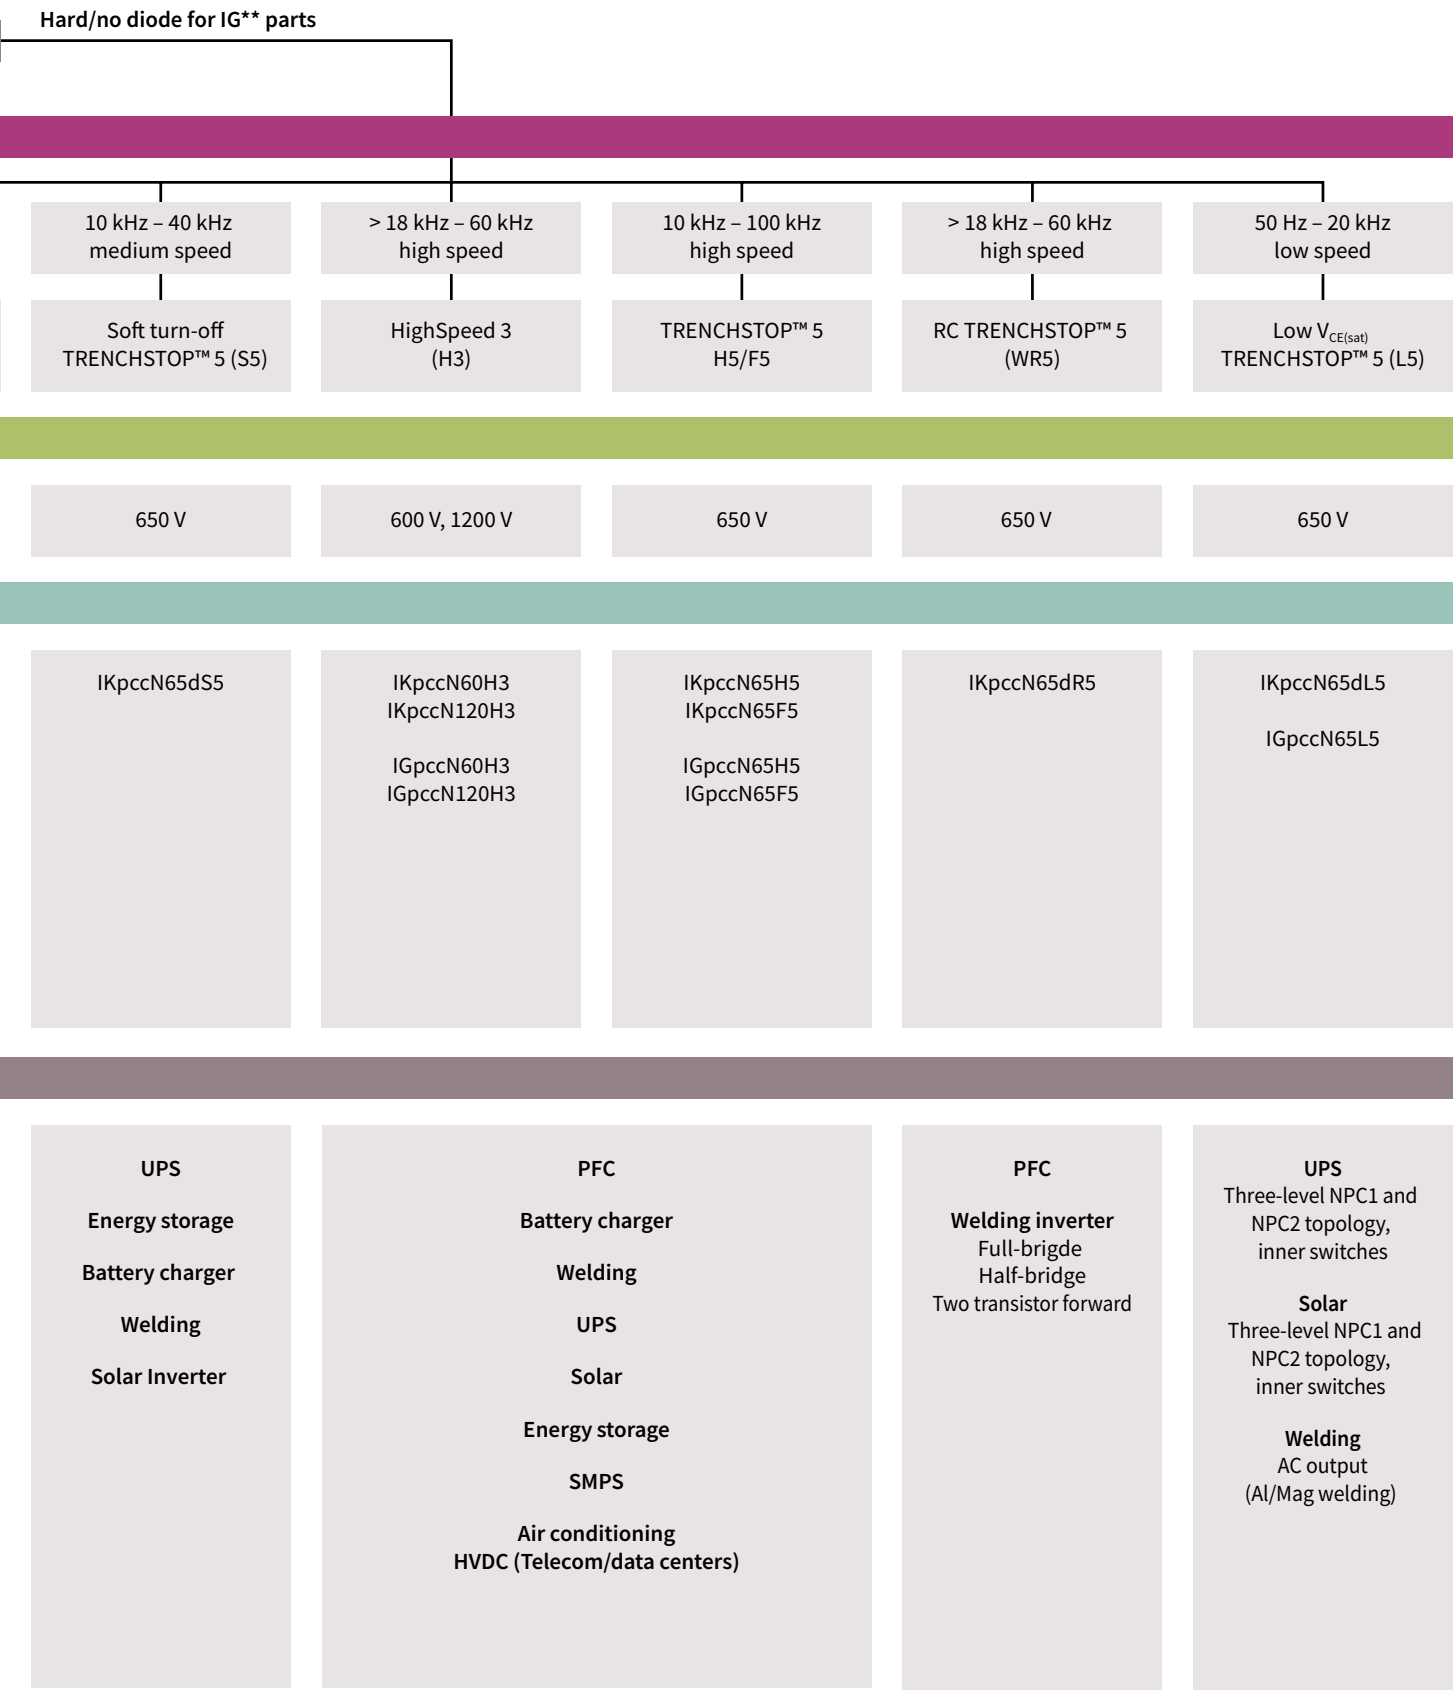 Hard/no diode for IG** parts
10 kHz – 40 kHz
medium speed
> 18 kHz – 60 kHz
high speed
10 kHz – 100 kHz
high speed
> 18 kHz – 60 kHz
high speed
50 Hz – 20 kHz
low speed
Soft turn-off
TRENCHSTOP™ 5 (S5)
HighSpeed 3
(H3)
TRENCHSTOP™ 5
H5/F5
RC TRENCHSTOP™ 5
(WR5)
Low VCE(sat)
TRENCHSTOP™ 5 (L5)
650 V
600 V, 1200 V
650 V
650 V
650 V
IKpccN65dS5
IKpccN60H3
IKpccN120H3
IGpccN60H3
IGpccN120H3
IKpccN65H5
IKpccN65F5
IGpccN65H5
IGpccN65F5
IKpccN65dR5
IKpccN65dL5
IGpccN65L5
UPS
Energy storage
Battery charger
Welding
Solar Inverter
PFC
Battery charger
Welding
UPS
Solar
Energy storage
SMPS
Air conditioning
HVDC (Telecom/data centers)
PFC
Welding inverter
Full-brigde
Half-bridge
Two transistor forward
UPS
Three-level NPC1 and
NPC2 topology,
inner switches
Solar
Three-level NPC1 and
NPC2 topology,
inner switches
Welding
AC output
(Al/Mag welding)